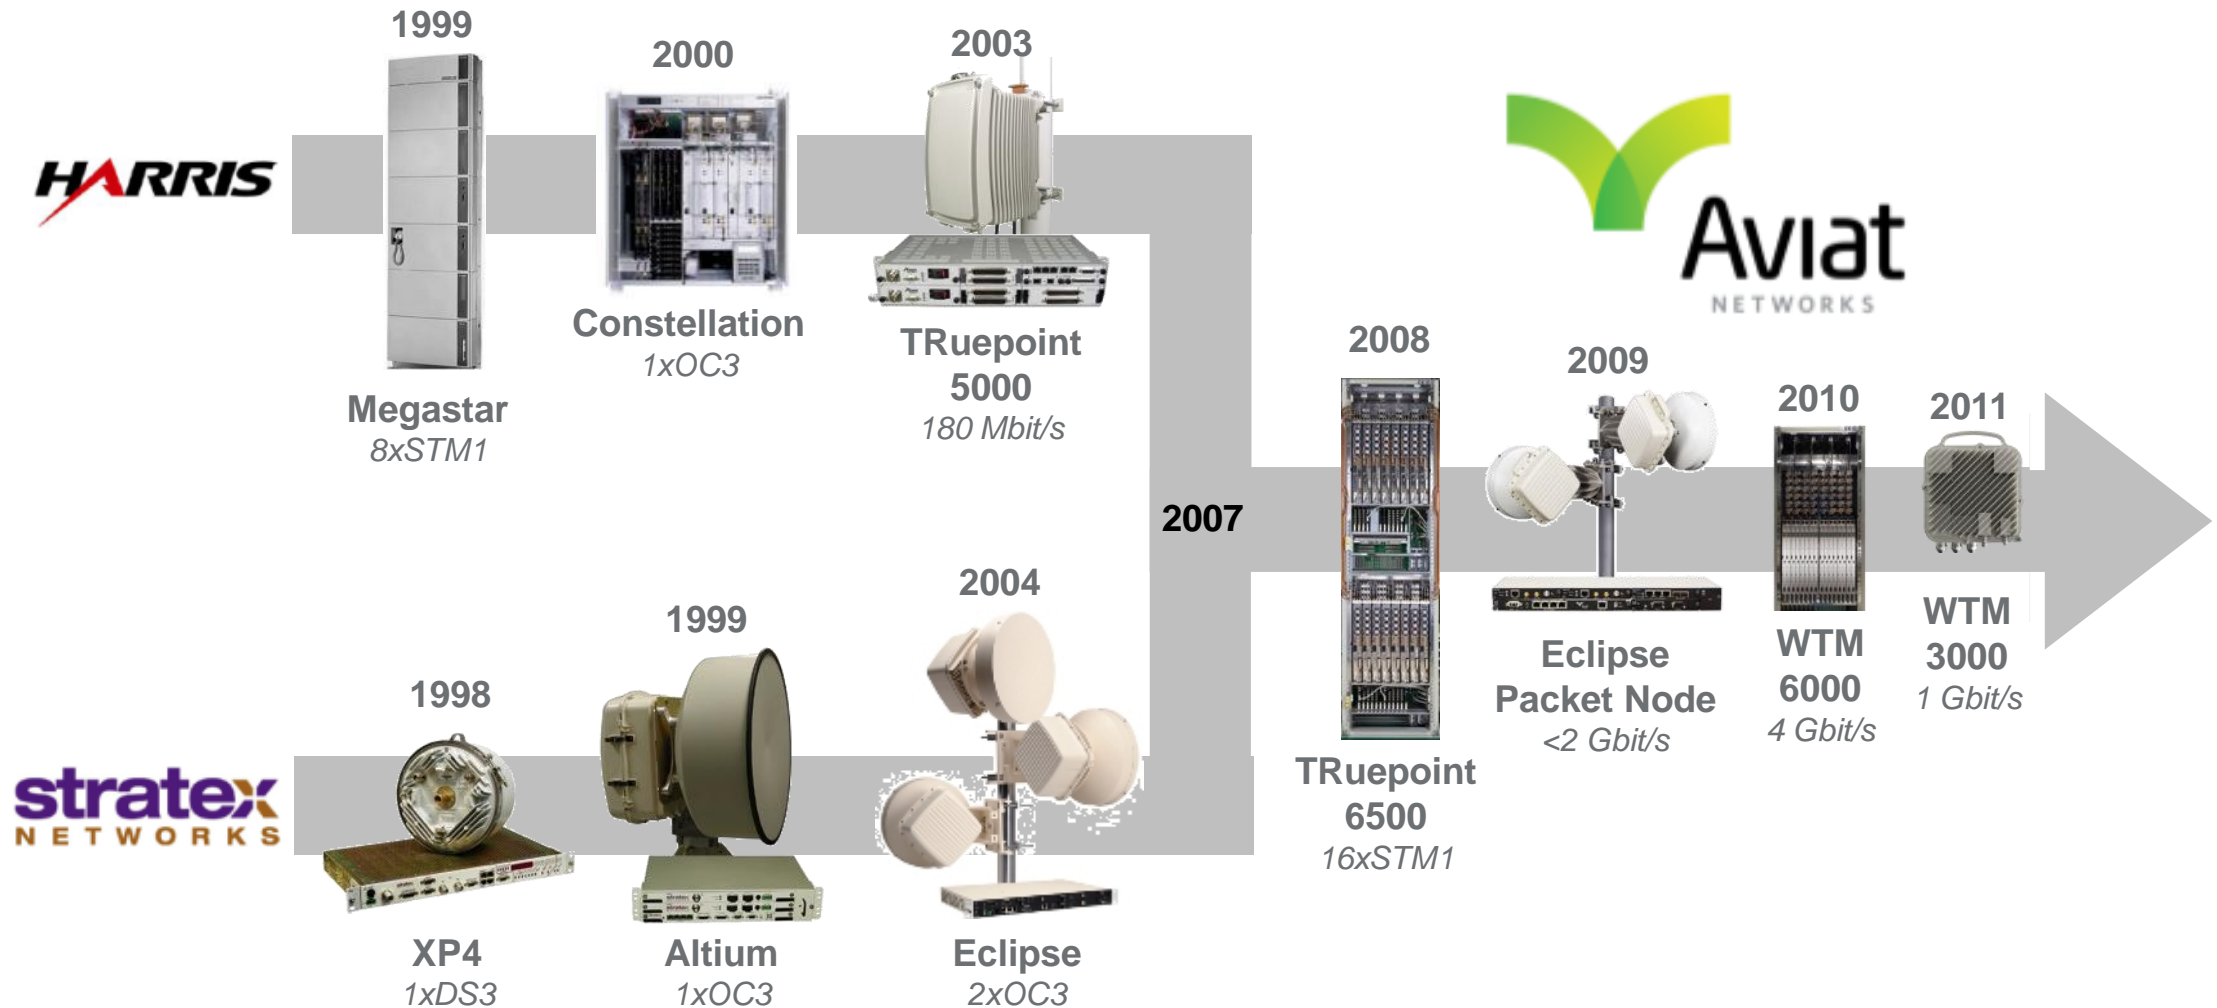 1999
2000
2003
HARRIS
Constellation
1xOC3
TRuepoint
5000
180 Mbit/s
Megastar
8xSTM1
Aviat
NETWORKS
2007
2008
2009
2010
2011
TRuepoint
6500
16xSTM1
Eclipse
Packet Node
<2 Gbit/s
WTM
6000
4 Gbit/s
WTM
3000
1 Gbit/s
1998
1999
2004
stratex
NETWORKS
XP4
1xDS3
Altium
1xOC3
Eclipse
2xOC3